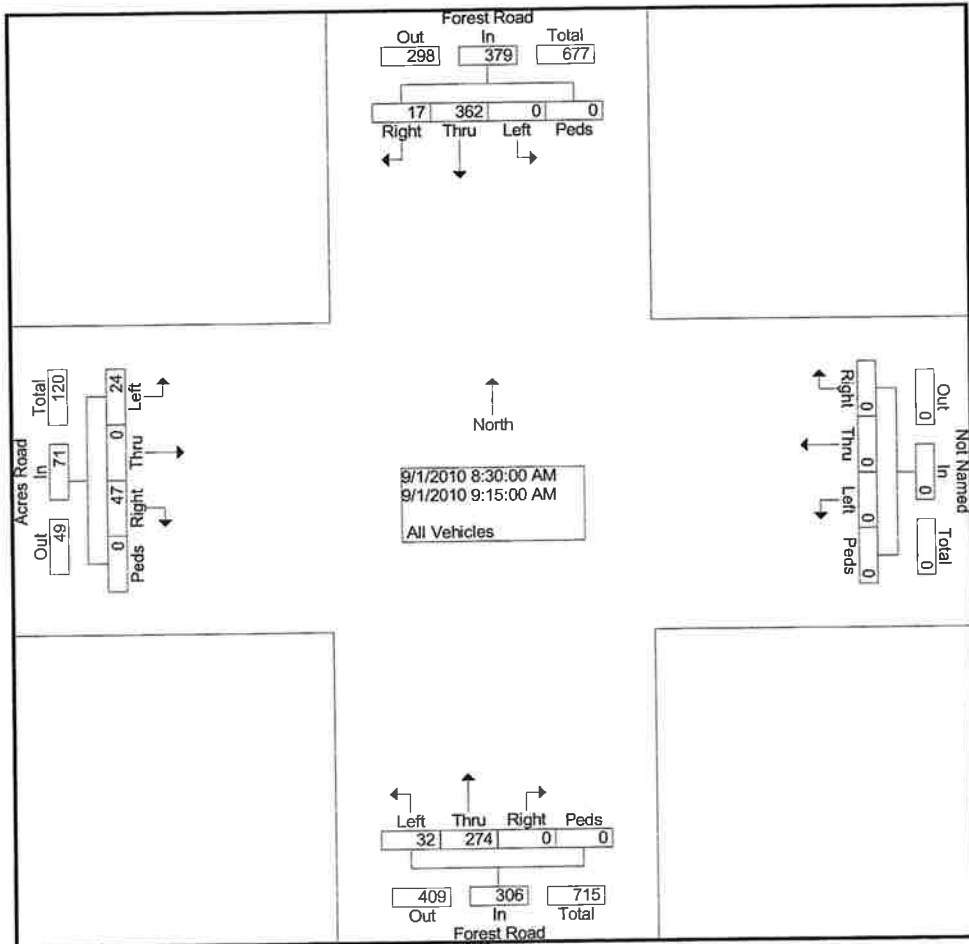 Forest Road
Out In Total
298 379 677
17 362 0 0
Right Thru Left Peds
Acres Road
Total In Out
120 71 49
24 0 47 0
Left Thru Right Peds
North
9/1/2010 8:30:00 AM
9/1/2010 9:15:00 AM
All Vehicles
Right Thru Left Peds
0 0 0 0
Out In Total
0 0 0
Not Named
Left Thru Right Peds
32 274 0 0
409 306 715
Out In Total
Forest Road